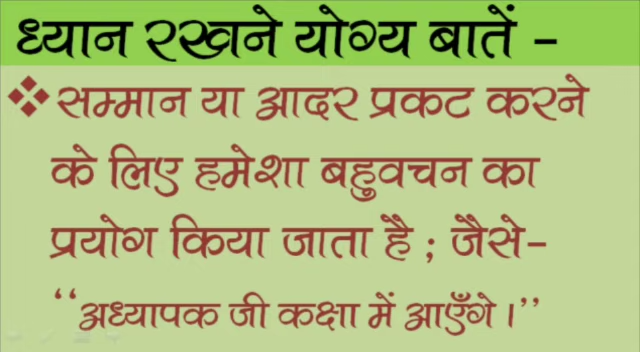 ध्यान रखने योग्य बातें –
❖ सम्मान या आदर प्रकट करने
के लिए हमेशा बहुवचन का
प्रयोग किया जाता है ; जैसे–
‘‘अध्यापक जी कक्षा में आएँगे ।’’